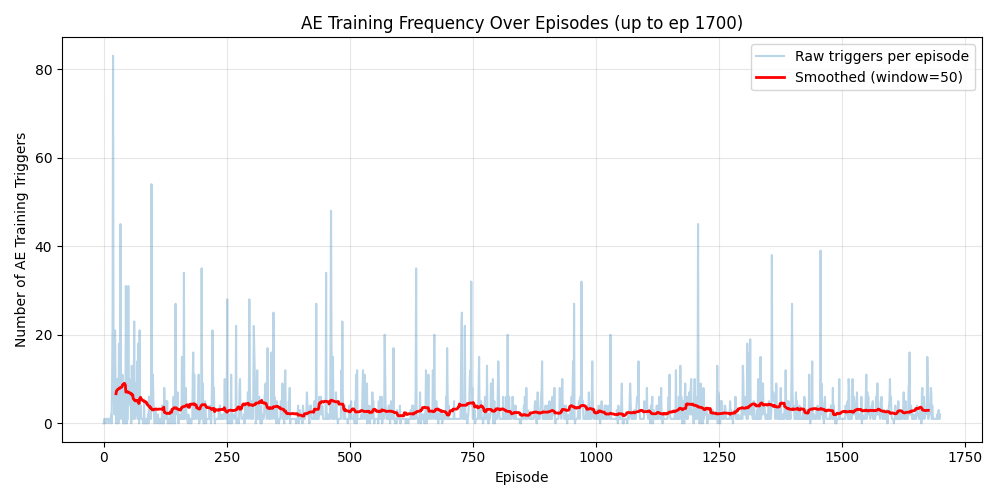 AE Training Frequency Over Episodes (up to ep 1700)
Raw triggers per episode
Smoothed (window=50)
Number of AE Training Triggers
80
60
40
20
0
0 250 500 750 1000 1250 1500 1750
Episode